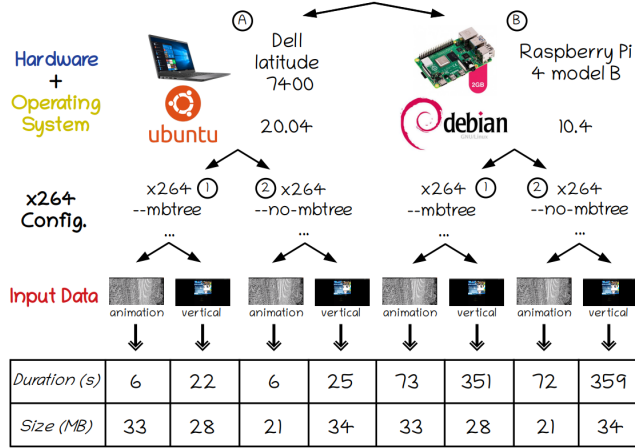 A
B
Hardware
+
Operating
System
Dell
latitude
7400
2GB
Raspberry Pi
4 model B
ubuntu
20.04
debian
GNU/Linux
10.4
x264
Config.
x264 1
--mbtree
...
2 x264
--no-mbtree
...
x264 1
--mbtree
...
2 x264
--no-mbtree
...
Input Data
animation vertical animation vertical animation vertical animation vertical
Duration (s) 6 22 6 25 73 351 72 359
Size (MB) 33 28 21 34 33 28 21 34